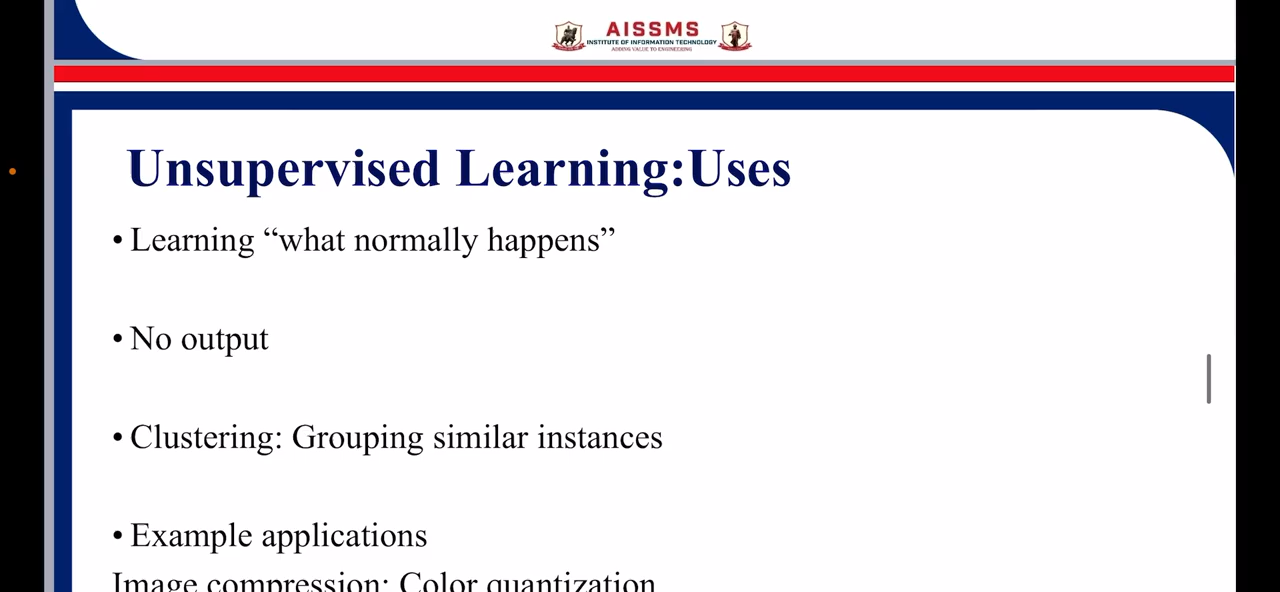 AISSMS
INSTITUTE OF INFORMATION TECHNOLOGY
ADDING VALUE TO ENGINEERING
Unsupervised Learning:Uses
• Learning “what normally happens”
• No output
• Clustering: Grouping similar instances
• Example applications
Image compression: Color quantization